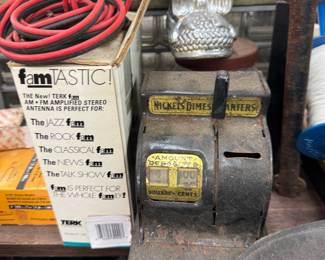 famTASTIC!
THE New! TERK fam
AM • FM AMPLIFIED STEREO
ANTENNA IS PERFECT FOR:
The JAZZ fam
The ROCK fam
The CLASSICAL fam
The NEWS fam
The TALK SHOW fam
fam IS PERFECT FOR
THE WHOLE famILY!
TERK
NICKELS DIMES QUARTERS
AMOUNT
DEPOSITED
DOLLARS CENTS